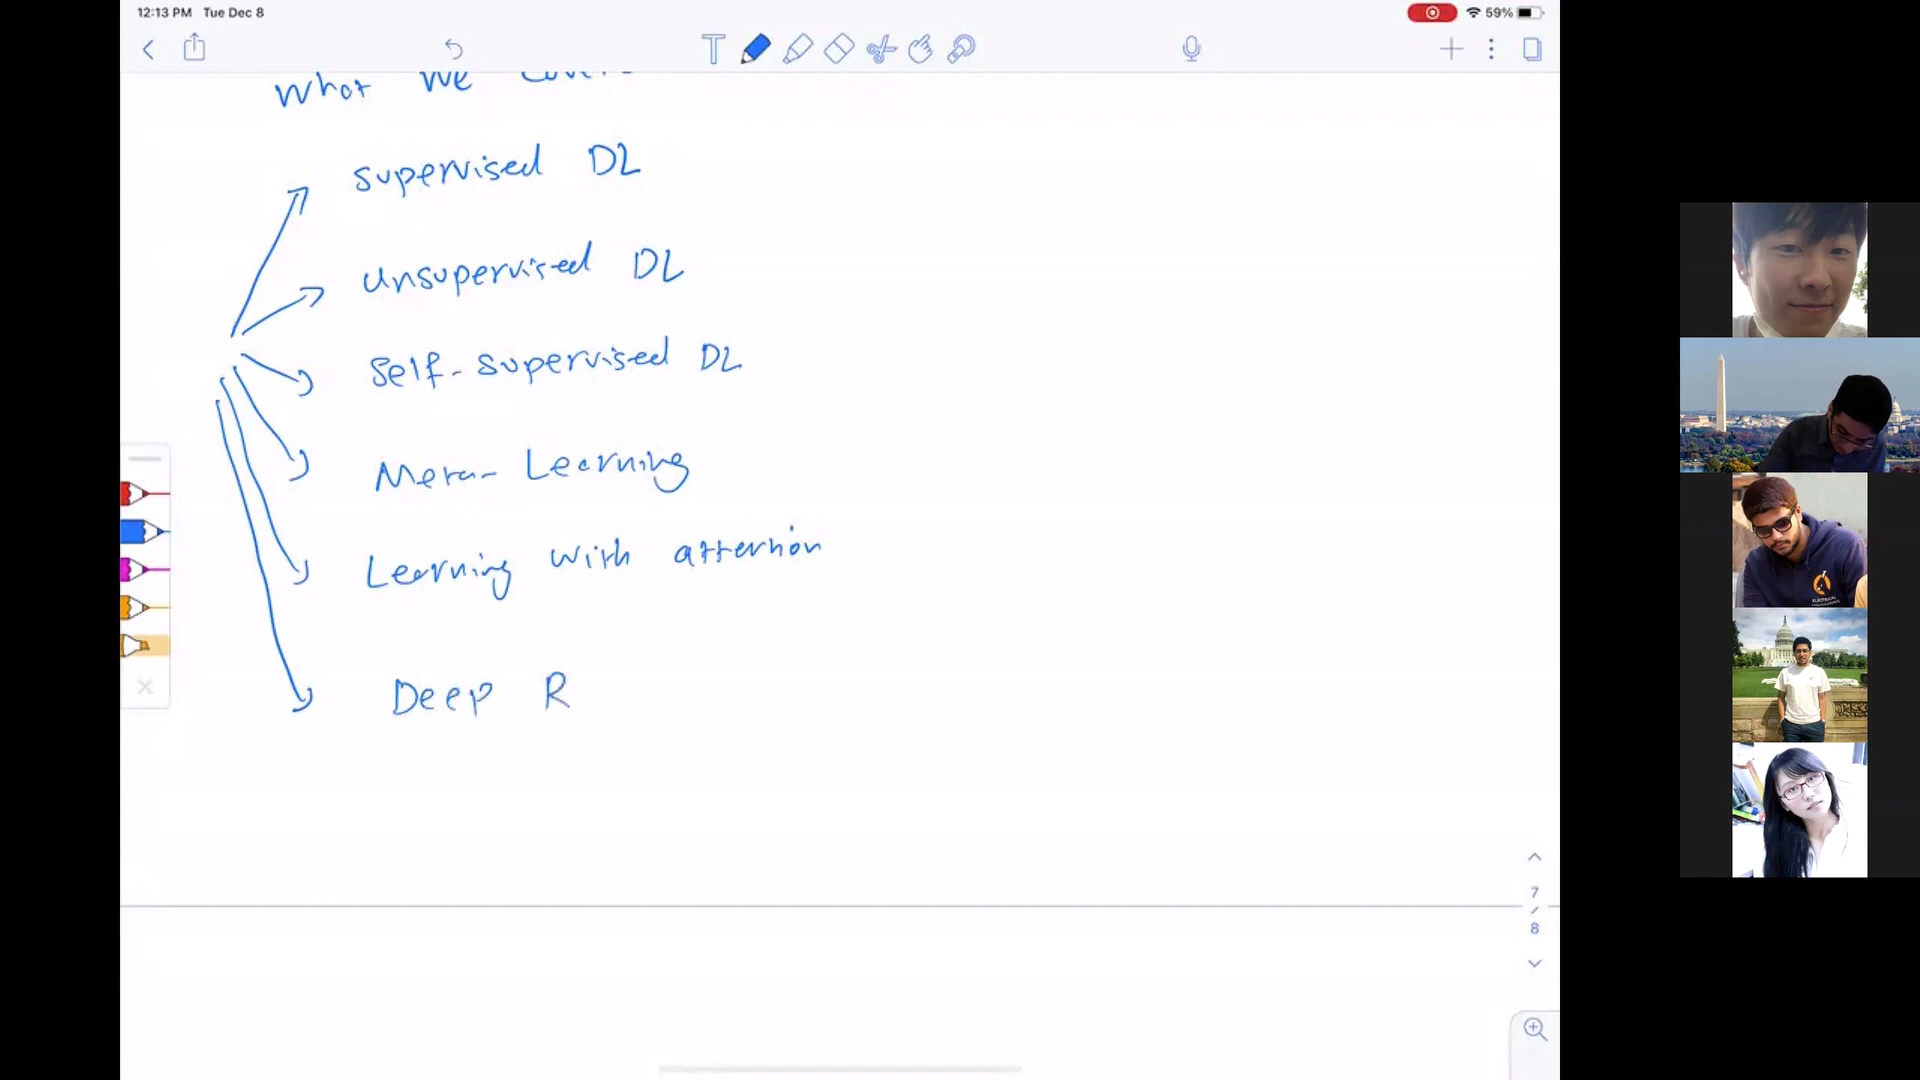 12:13 PM Tue Dec 8
59%
T
What We
Supervised DL
Unsupervised DL
Self-supervised DL
Meta-Learning
Learning with attention
Deep R
7
/
8
ELECTRICAL